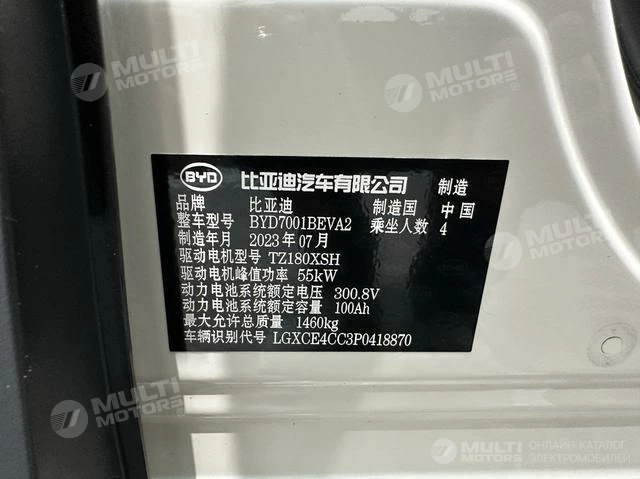 MULTI MOTORS®
MULTI MOTORS®
BYD 比亚迪汽车有限公司 制造
品牌 比亚迪 制造国 中国
整车型号 BYD7001BEVA2 乘坐人数 4
制造年月 2023年07月
驱动电机型号 TZ180XSH
驱动电机峰值功率 55kW
动力电池系统额定电压 300.8V
动力电池系统额定容量 100Ah
最大允许总质量 1460kg
车辆识别代号 LGXCE4CC3P0418870
MULTI MOTORS®
MULTI MOTORS®
MULTI MOTORS
ОНЛАЙН-КАТАЛОГ
ЭЛЕКТРОМОБИЛЕЙ